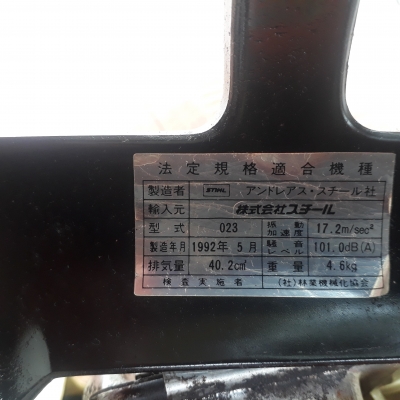 法定規格適合機種
製造者 STIHL アンドレアス・スチール社
輸入元 株式会社スチール
型式 023 振動加速度 17.2m/sec²
製造年月 1992年 5月 騒音レベル 101.0dB(A)
排気量 40.2cm³ 重量 4.6kg
検査実施者 (社)林業機械化協会